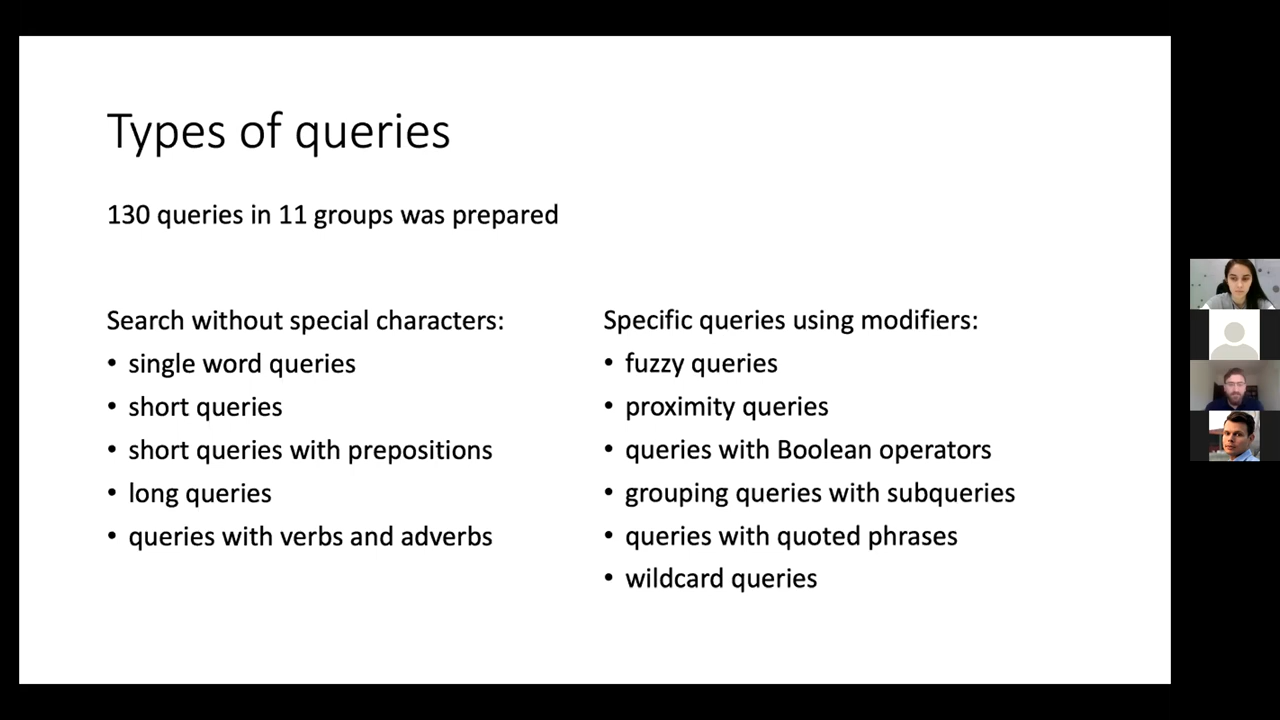 Types of queries
130 queries in 11 groups was prepared
Search without special characters:
• single word queries
• short queries
• short queries with prepositions
• long queries
• queries with verbs and adverbs
Specific queries using modifiers:
• fuzzy queries
• proximity queries
• queries with Boolean operators
• grouping queries with subqueries
• queries with quoted phrases
• wildcard queries